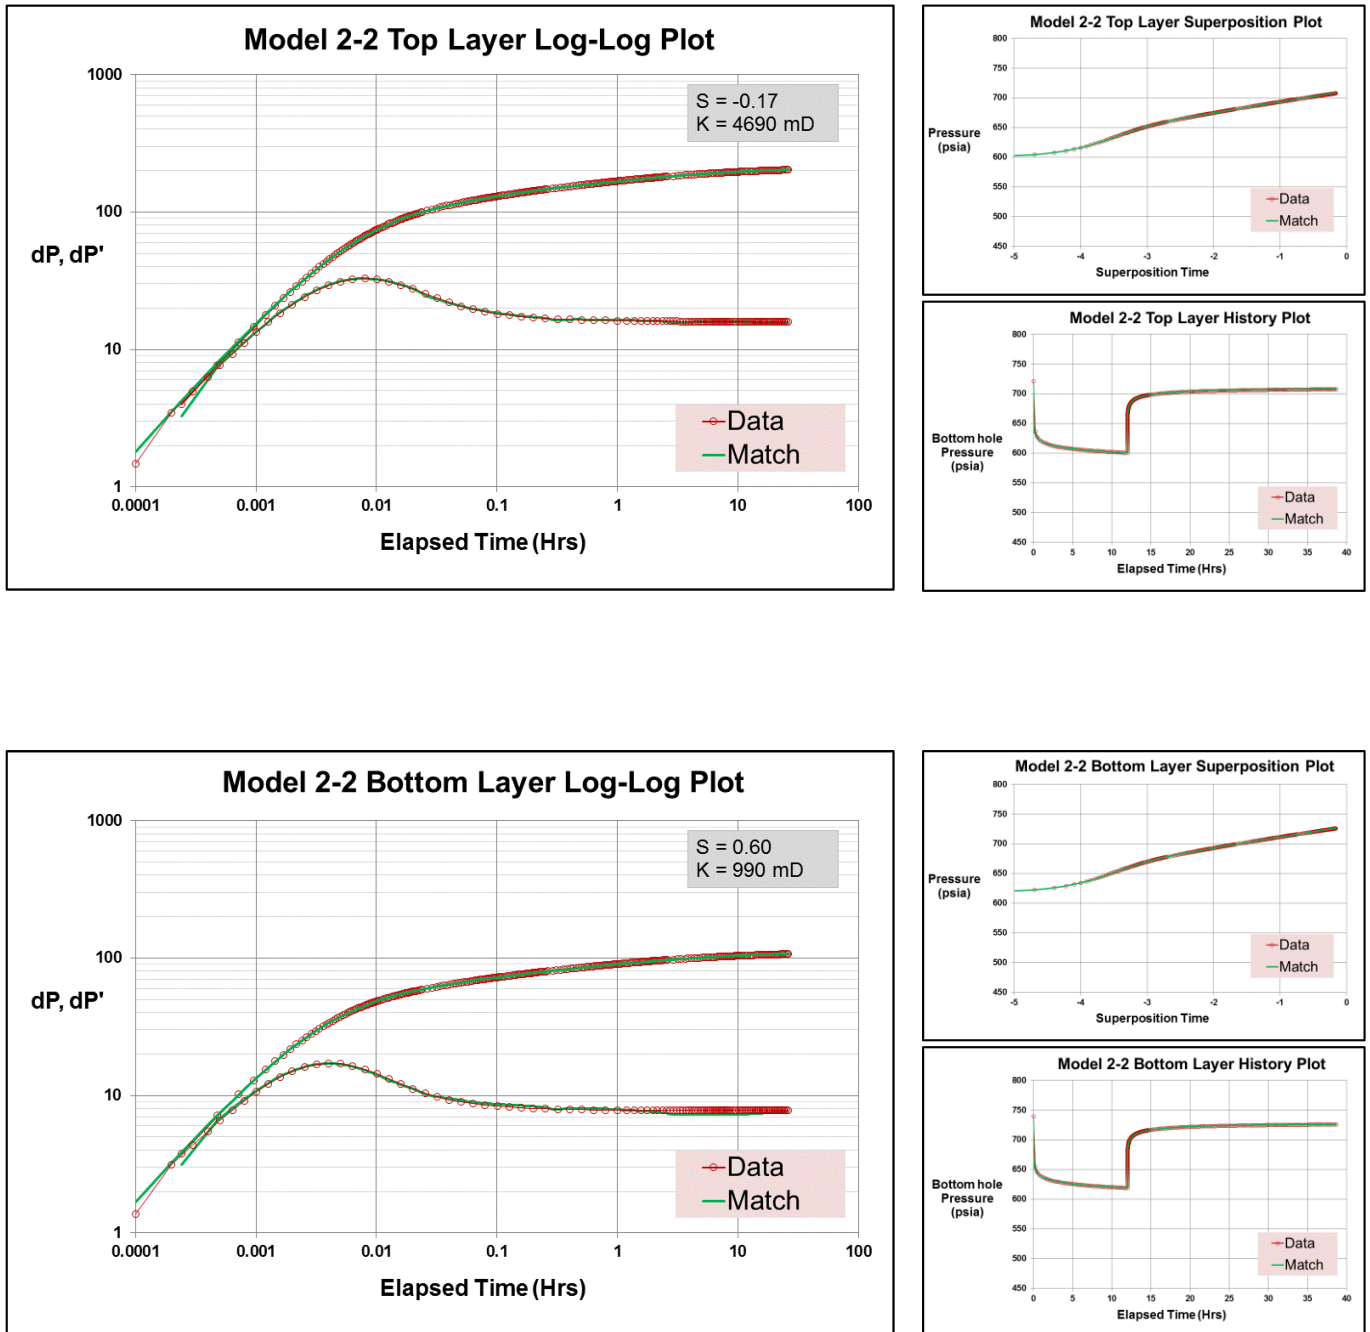 Model 2-2 Top Layer Log-Log Plot
1000
100
10
1
dP, dP'
S = -0.17
K = 4690 mD
Data
Match
0.0001 0.001 0.01 0.1 1 10 100
Elapsed Time (Hrs)
Model 2-2 Top Layer Superposition Plot
800
750
700
650
600
550
500
450
Pressure
(psia)
Data
Match
-5 -4 -3 -2 -1 0
Superposition Time
Model 2-2 Top Layer History Plot
800
750
700
650
600
550
500
450
Bottom hole
Pressure
(psia)
Data
Match
0 5 10 15 20 25 30 35 40
Elapsed Time (Hrs)
Model 2-2 Bottom Layer Log-Log Plot
1000
100
10
1
dP, dP'
S = 0.60
K = 990 mD
Data
Match
0.0001 0.001 0.01 0.1 1 10 100
Elapsed Time (Hrs)
Model 2-2 Bottom Layer Superposition Plot
800
750
700
650
600
550
500
450
Pressure
(psia)
Data
Match
-5 -4 -3 -2 -1 0
Superposition Time
Model 2-2 Bottom Layer History Plot
800
750
700
650
600
550
500
450
Bottom hole
Pressure
(psia)
Data
Match
0 5 10 15 20 25 30 35 40
Elapsed Time (Hrs)